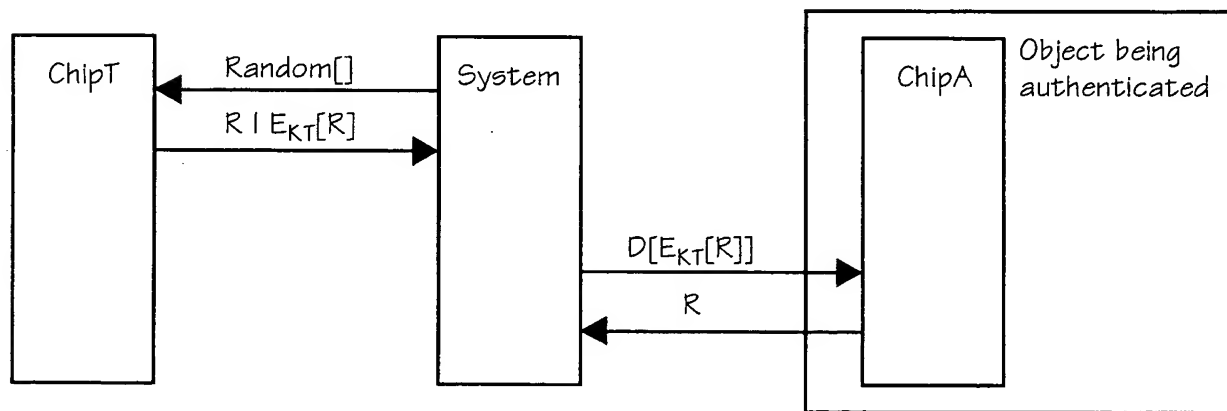 ChipT
Random[]
R | E_KT[R]
System
D[E_KT[R]]
R
ChipA
Object being
authenticated